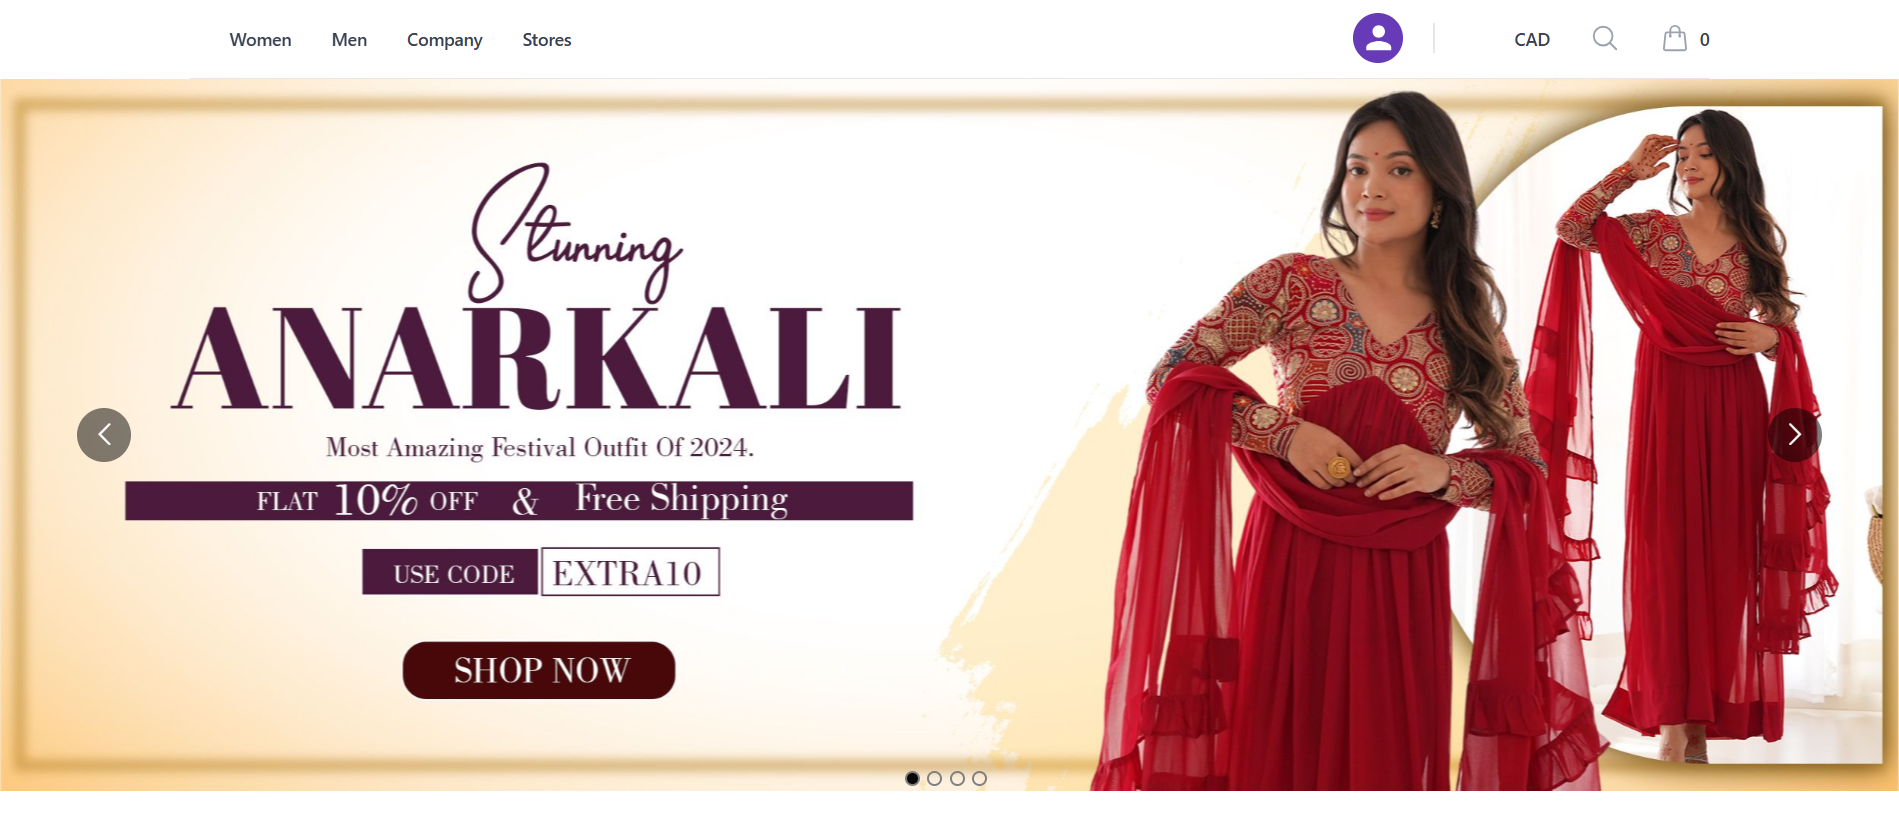 Women Men Company Stores CAD 0
Stunning
ANARKALI
Most Amazing Festival Outfit Of 2024.
FLAT 10% OFF & Free Shipping
USE CODE EXTRA10
SHOP NOW